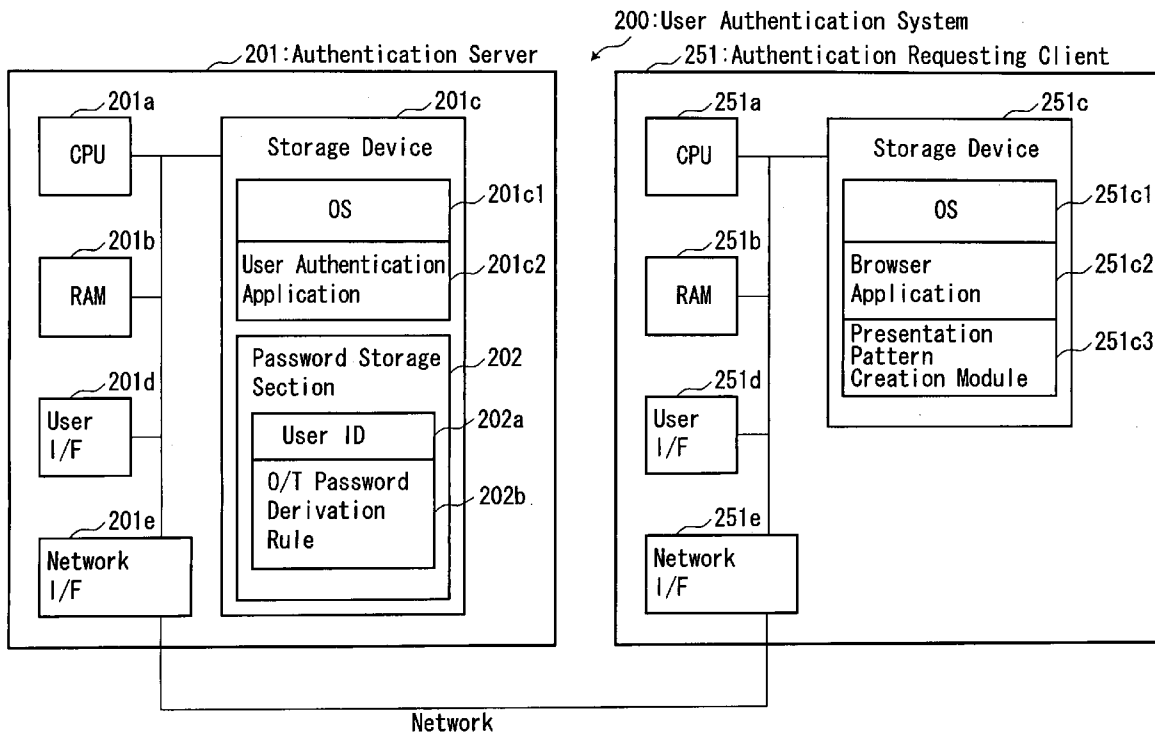 200:User Authentication System
201:Authentication Server
251:Authentication Requesting Client
201a
CPU
201b
RAM
201d
User
I/F
201e
Network
I/F
201c
Storage Device
OS
201c1
User Authentication
Application
201c2
Password Storage
Section
202
User ID
202a
O/T Password
Derivation
Rule
202b
251a
CPU
251b
RAM
251d
User
I/F
251e
Network
I/F
251c
Storage Device
OS
251c1
Browser
Application
251c2
Presentation
Pattern
Creation Module
251c3
Network